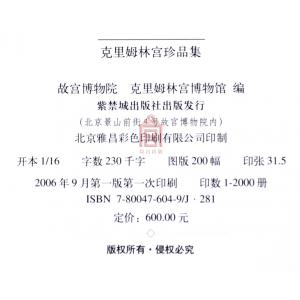 克里姆林宫珍品集
故宫博物院 克里姆林宫博物馆 编
紫禁城出版社出版发行
(北京景山前街4号故宫博物院内)
北京雅昌彩色印刷有限公司印制
开本 1/16 字数 230 千字 图版 200 幅 印张 31.5
2006 年 9 月第一版第一次印刷 印数 1-2000 册
ISBN 7-80047-604-9/J · 281
定价: 600.00 元
版权所有·侵权必究